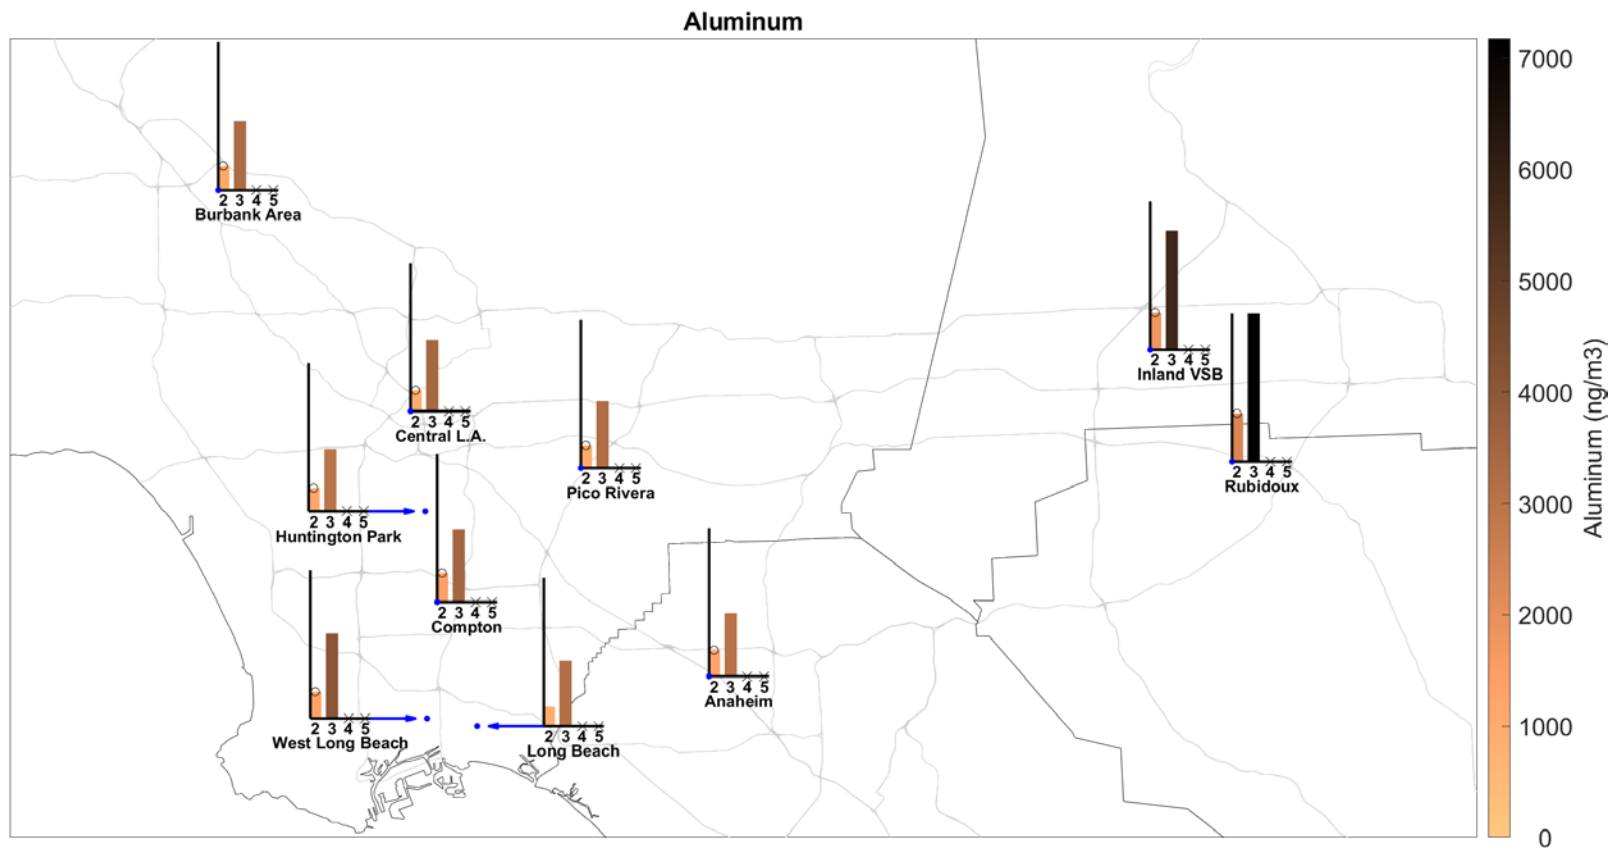 Aluminum
2 3 4 5
Burbank Area
2 3 4 5
Central L.A.
2 3 4 5
Pico Rivera
2 3 4 5
Inland VSB
2 3 4 5
Rubidoux
2 3 4 5
Huntington Park
2 3 4 5
Compton
2 3 4 5
West Long Beach
2 3 4 5
Long Beach
2 3 4 5
Anaheim
7000
6000
5000
4000
3000
2000
1000
0
Aluminum (ng/m3)